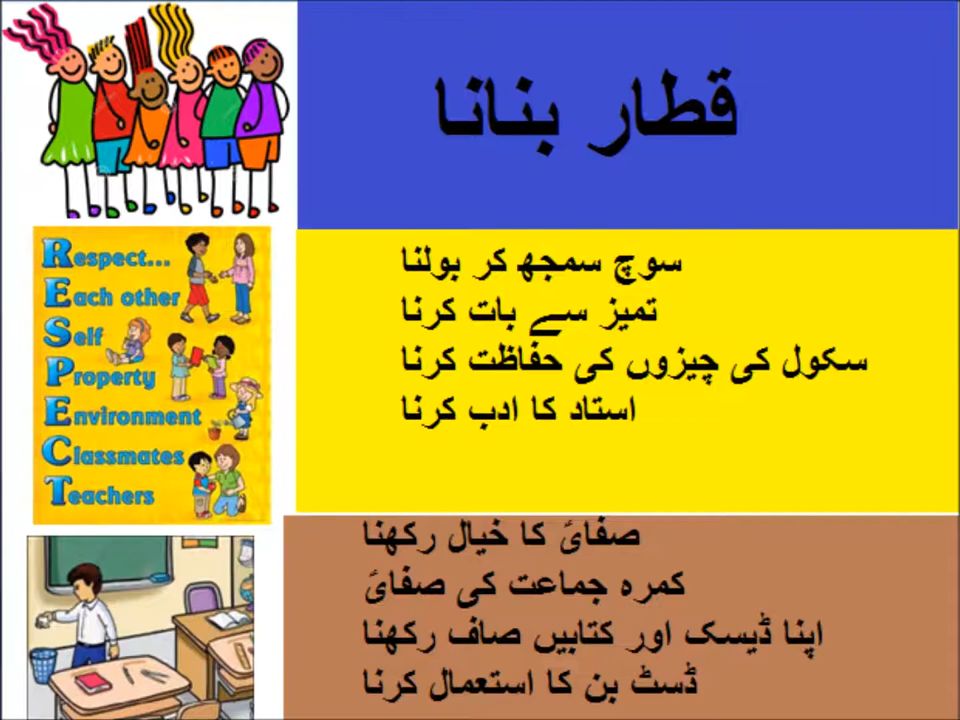 قطار بنانا
Respect...
Each other
Self
Property
Environment
Classmates
Teachers
سوچ سمجھ کر بولنا
تمیز سے بات کرنا
سکول کی چیزوں کی حفاظت کرنا
استاد کا ادب کرنا
صفائ کا خیال رکھنا
کمرہ جماعت کی صفائ
اپنا ڈیسک اور کتابیں صاف رکھنا
ڈسٹ بن کا استعمال کرنا